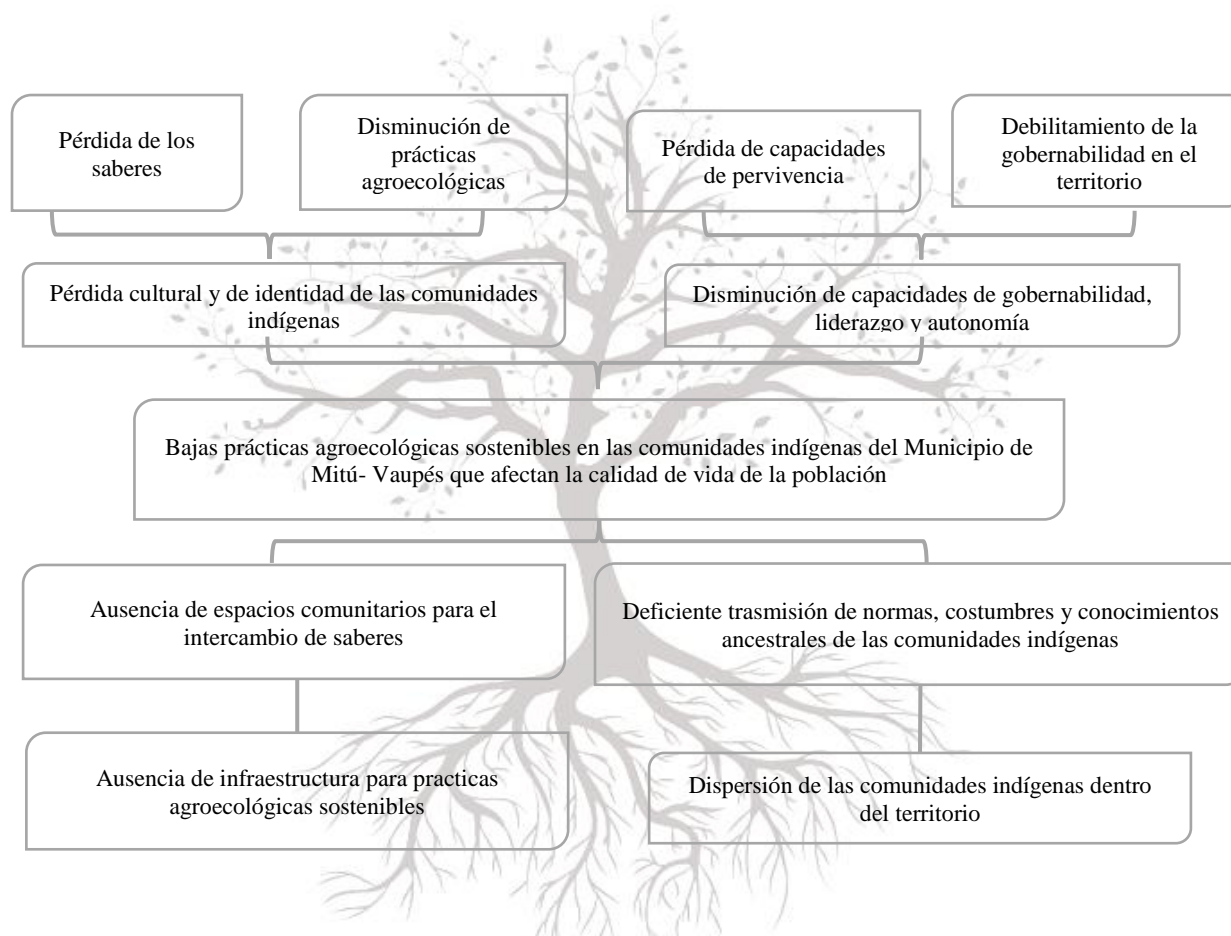 Pérdida de los
saberes
Disminución de
prácticas
agroecológicas
Pérdida de capacidades
de pervivencia
Debilitamiento de la
gobernabilidad en el
territorio
Pérdida cultural y de identidad de las comunidades
indígenas
Disminución de capacidades de gobernabilidad,
liderazgo y autonomía
Bajas prácticas agroecológicas sostenibles en las comunidades indígenas del Municipio de
Mitú- Vaupés que afectan la calidad de vida de la población
Ausencia de espacios comunitarios para el
intercambio de saberes
Deficiente trasmisión de normas, costumbres y conocimientos
ancestrales de las comunidades indígenas
Ausencia de infraestructura para practicas
agroecológicas sostenibles
Dispersión de las comunidades indígenas dentro
del territorio